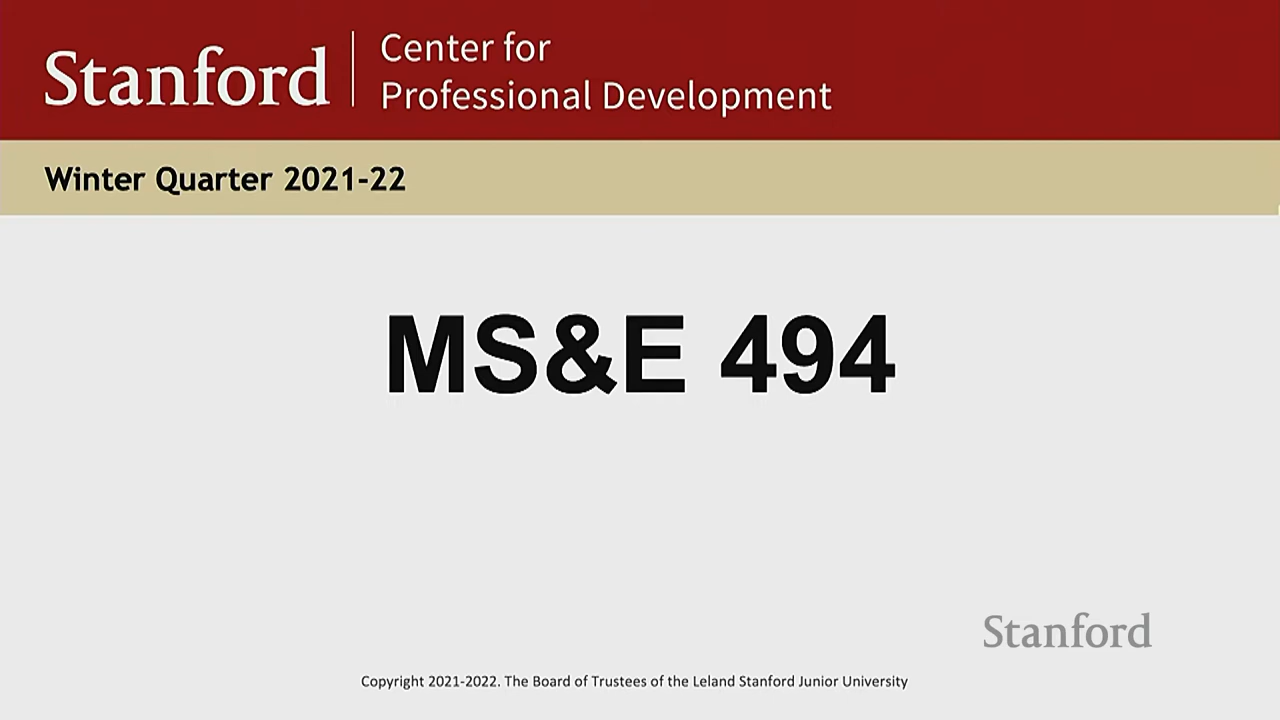 Stanford
Center for
Professional Development
Winter Quarter 2021-22
MS&E 494
Stanford
Copyright 2021-2022. The Board of Trustees of the Leland Stanford Junior University